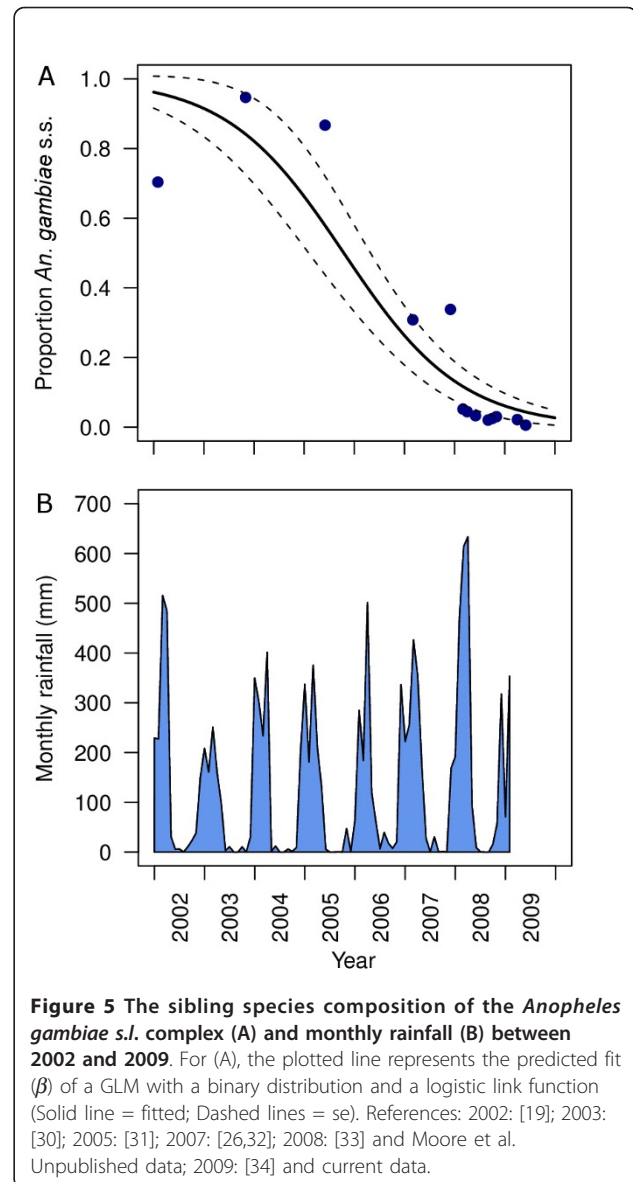 A
Proportion An. gambiae s.s.
1.0
0.8
0.6
0.4
0.2
0.0
B
Monthly rainfall (mm)
700
600
500
400
300
200
100
0
2002
2003
2004
2005
2006
2007
2008
2009
Year
Figure 5 The sibling species composition of the Anopheles
gambiae s.l. complex (A) and monthly rainfall (B) between
2002 and 2009. For (A), the plotted line represents the predicted fit
(β) of a GLM with a binary distribution and a logistic link function
(Solid line = fitted; Dashed lines = se). References: 2002: [19]; 2003:
[30]; 2005: [31]; 2007: [26,32]; 2008: [33] and Moore et al.
Unpublished data; 2009: [34] and current data.